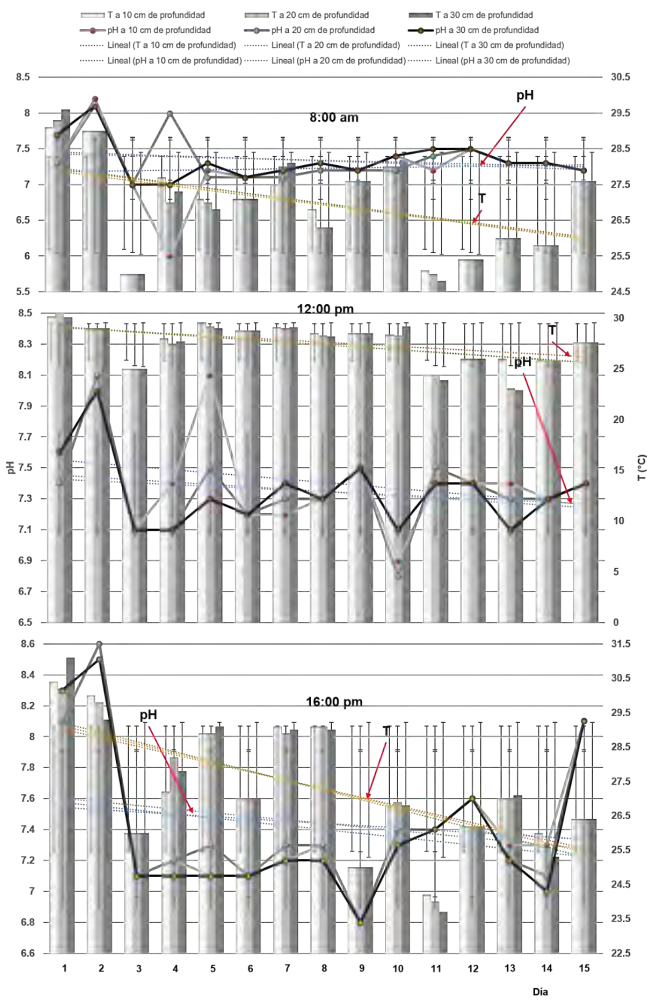 T a 10 cm de profundidad T a 20 cm de profundidad T a 30 cm de profundidad
pH a 10 cm de profundidad pH a 20 cm de profundidad pH a 30 cm de profundidad
Lineal (T a 10 cm de profundidad) Lineal (T a 20 cm de profundidad) Lineal (T a 30 cm de profundidad)
Lineal (pH a 10 cm de profundidad) Lineal (pH a 20 cm de profundidad) Lineal (pH a 30 cm de profundidad)
8.5 30.5
pH
8 8:00 am 29.5
7.5 28.5
7 27.5
T
6.5 26.5
6 25.5
5.5 24.5
12:00 pm
8.5 30
T
8.3
pH
25
8.1
20
7.9
7.7
pH T (°C)
7.5 15
7.3
10
7.1
6.9
5
6.7
6.5 0
8.6 31.5
8.4 30.5
16:00 pm
8.2
pH 29.5
T
8 28.5
7.8 27.5
7.6
26.5
7.4
25.5
7.2
7 24.5
6.8 23.5
6.6 22.5
1 2 3 4 5 6 7 8 9 10 11 12 13 14 15
Día